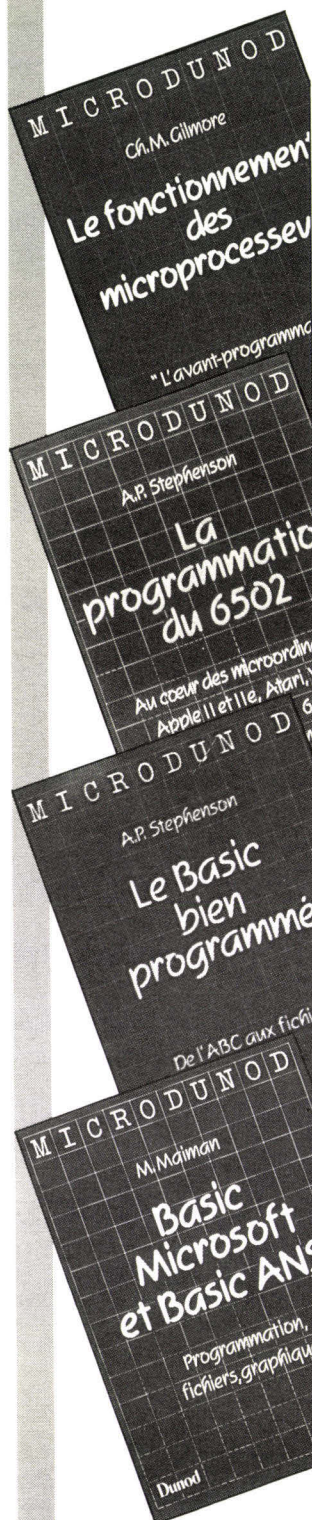 MICRODUNOD
Ch.M. Gilmore
Le fonctionnemen
des
microprocesseu
"L'avant-programma
MICRODUNOD
A.P. Stephenson
La
programmatio
du 6502
Au coeur des microordin
Apple II et IIe, Atari,
MICRODUNOD
A.P. Stephenson
Le Basic
bien
programmé
De l'ABC aux fichi
MICRODUNOD
M. Maiman
Basic
Microsoft
et Basic ANS
Programmation,
fichiers, graphiqu
Dunod